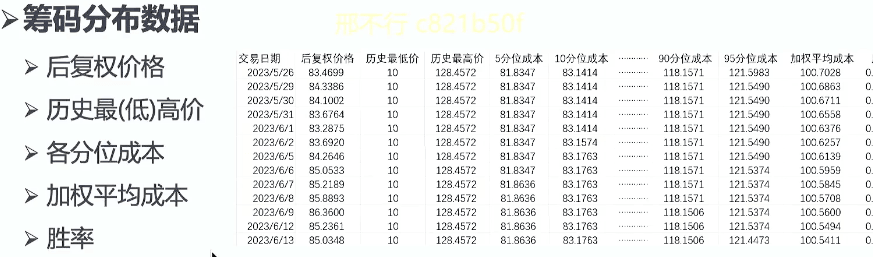 邢不行 c821b50f
➢筹码分布数据
➢ 后复权价格
➢ 历史最(低)高价
➢ 各分位成本
➢ 加权平均成本
➢ 胜率
交易日期 后复权价格 历史最低价 历史最高价 5分位成本 10分位成本 ………… 90分位成本 95分位成本 加权平均成本
2023/5/26 83.4699 10 128.4572 81.8347 83.1414 ………… 118.1571 121.5983 100.7028 0.
2023/5/29 84.3386 10 128.4572 81.8347 83.1414 ………… 118.1571 121.5490 100.6863 0.
2023/5/30 84.1002 10 128.4572 81.8347 83.1414 ………… 118.1571 121.5490 100.6711 0.
2023/5/31 83.6764 10 128.4572 81.8347 83.1414 ………… 118.1571 121.5490 100.6558 0.
2023/6/1 83.2875 10 128.4572 81.8347 83.1414 ………… 118.1571 121.5490 100.6376 0.
2023/6/2 83.6920 10 128.4572 81.8347 83.1574 ………… 118.1571 121.5490 100.6257 0.
2023/6/5 84.2646 10 128.4572 81.8347 83.1763 ………… 118.1571 121.5490 100.6139 0.
2023/6/6 85.0533 10 128.4572 81.8347 83.1763 ………… 118.1571 121.5374 100.5959 0.
2023/6/7 85.2189 10 128.4572 81.8636 83.1763 ………… 118.1571 121.5374 100.5845 0.
2023/6/8 85.8893 10 128.4572 81.8636 83.1763 ………… 118.1571 121.5374 100.5708 0.
2023/6/9 86.3600 10 128.4572 81.8636 83.1763 ………… 118.1506 121.5374 100.5600 0.
2023/6/12 85.2361 10 128.4572 81.8636 83.1763 ………… 118.1506 121.5374 100.5494 0.
2023/6/13 85.0348 10 128.4572 81.8636 83.1763 ………… 118.1506 121.4473 100.5411 0.